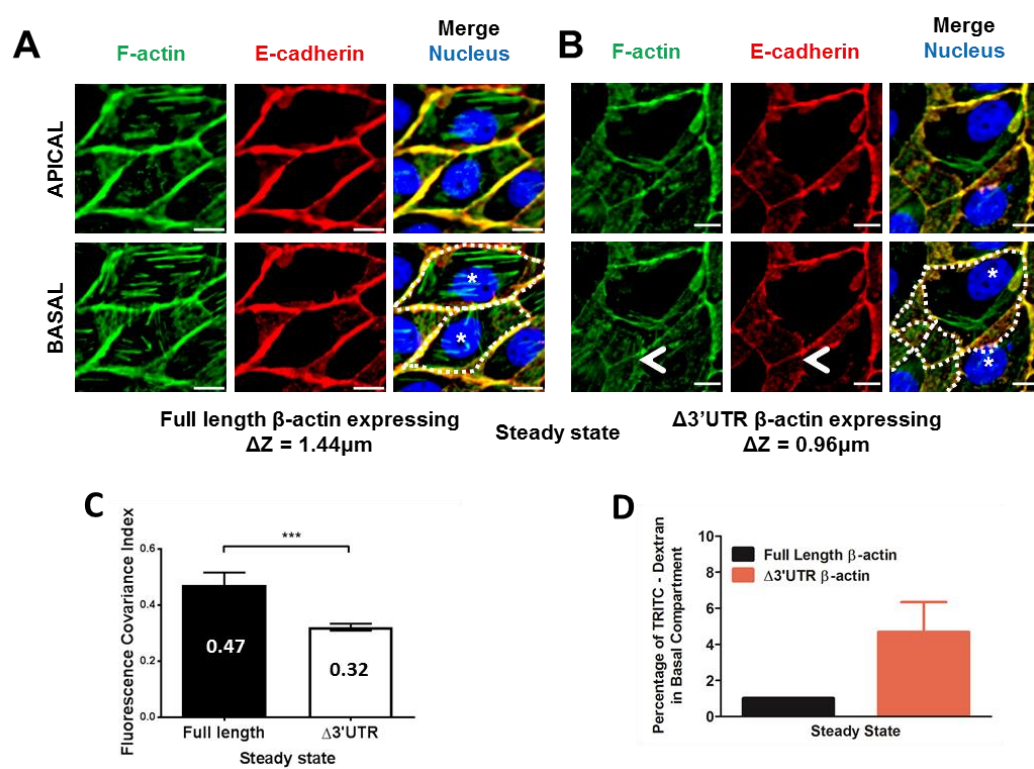 A
F-actin
E-cadherin
Merge
Nucleus
B
F-actin
E-cadherin
Merge
Nucleus
APICAL
BASAL
*
*
*
*
Full length β-actin expressing
ΔZ = 1.44μm
Steady state
Δ3’UTR β-actin expressing
ΔZ = 0.96μm
C
Fluorescence Covariance Index
0.6
0.4
0.2
0.0
***
0.47
0.32
Full length
Δ3'UTR
Steady state
D
Percentage of TRITC - Dextran
in Basal Compartment
10
8
6
4
2
0
Full Length β-actin
Δ3'UTR β-actin
Steady State